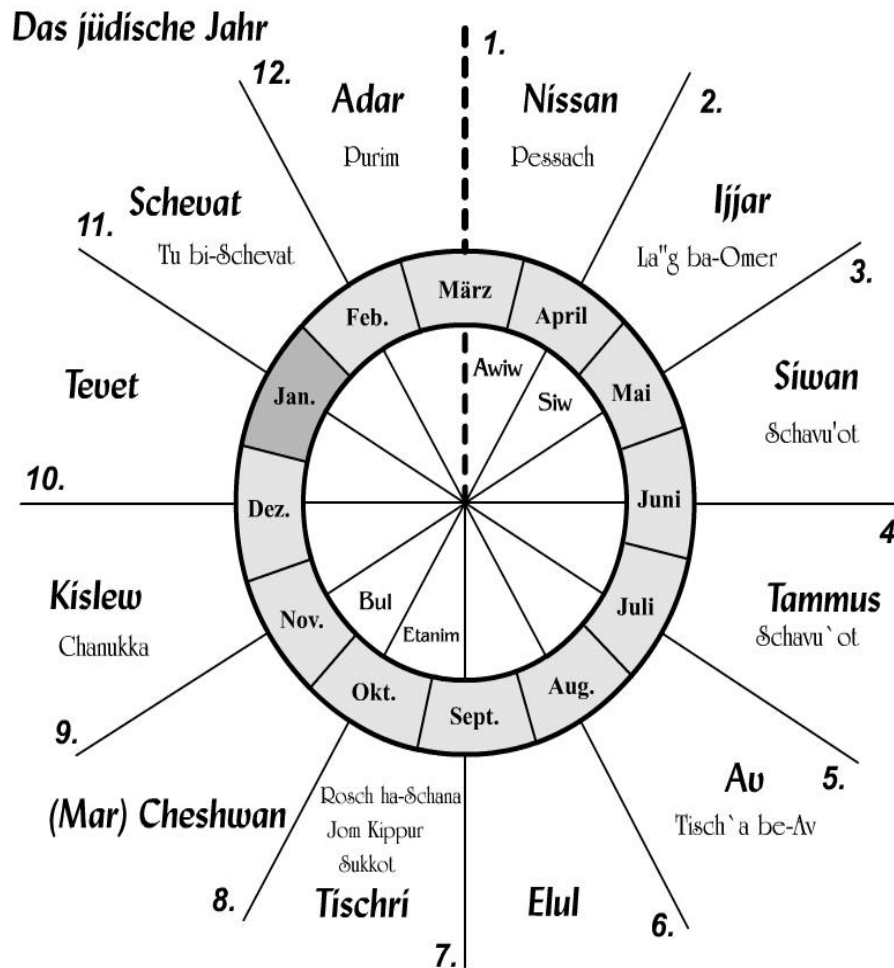 Das jüdische Jahr
1.
Nissan
Pessach
2.
Ijjar
La"g ba-Omer
3.
Siwan
Schavu'ot
4
Tammus
Schavu`ot
5.
Av
Tisch`a be-Av
6.
Elul
7.
Rosch ha-Schana
Jom Kippur
Sukkot
Tischri
8.
(Mar) Cheshwan
9.
Kislew
Chanukka
10.
Tevet
11.
Schevat
Tu bi-Schevat
12.
Adar
Purim
Jan.
Feb.
März
April
Mai
Juni
Juli
Aug.
Sept.
Okt.
Nov.
Dez.
Awiw
Siw
Etanim
Bul